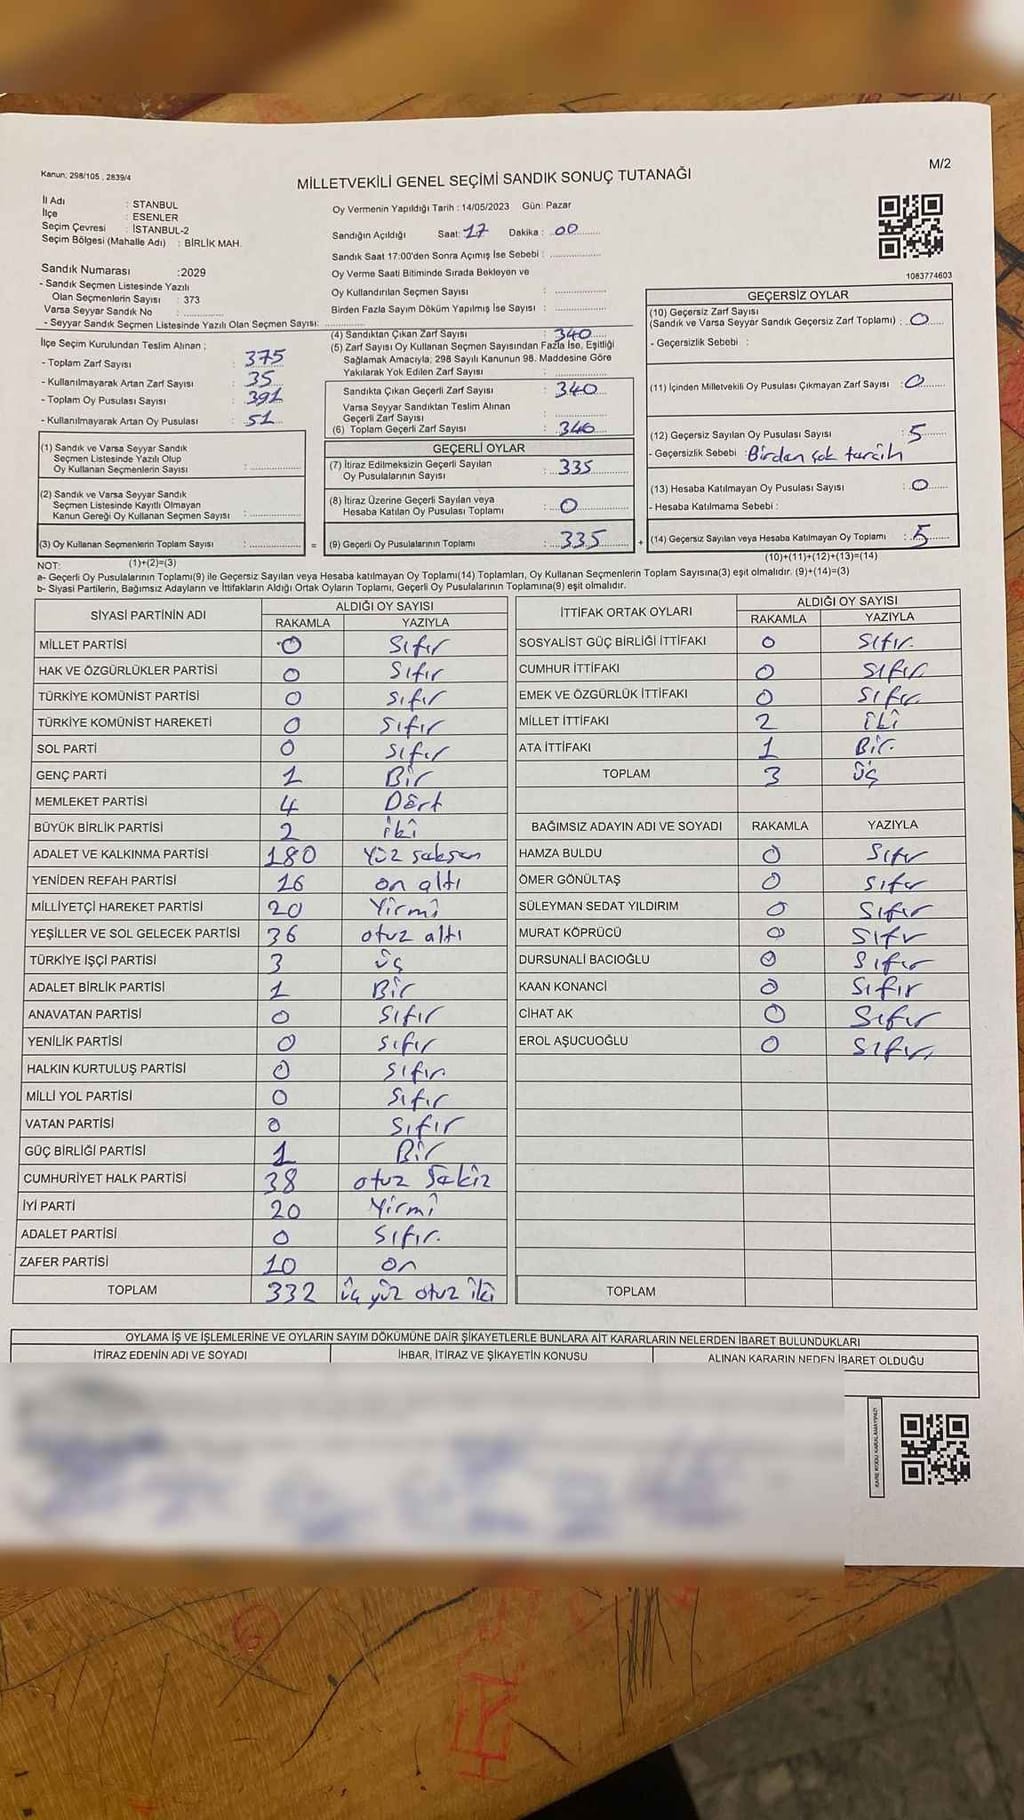 Kanun; 298/105 , 2839/4
M/2
MİLLETVEKİLİ GENEL SEÇİMİ SANDIK SONUÇ TUTANAĞI
İl Adı : STANBUL
İlçe : ESENLER
Seçim Çevresi : İSTANBUL-2
Seçim Bölgesi (Mahalle Adı) : BİRLİK MAH.
Sandık Numarası :2029
- Sandık Seçmen Listesinde Yazılı
Olan Seçmenlerin Sayısı : 373
Varsa Seyyar Sandık No :
- Seyyar Sandık Seçmen Listesinde Yazılı Olan Seçmen Sayısı:
İlçe Seçim Kurulundan Teslim Alınan ;
- Toplam Zarf Sayısı : 375
- Kullanılmayarak Artan Zarf Sayısı : 35
- Toplam Oy Pusulası Sayısı : 391
- Kullanılmayarak Artan Oy Pusulası : 51
Oy Vermenin Yapıldığı Tarih : 14/05/2023 Gün: Pazar
Sandığın Açıldığı Saat: 17 Dakika : 00
Sandık Saat 17:00'den Sonra Açımış İse Sebebi :
Oy Verme Saati Bitiminde Sırada Bekleyen ve
Oy Kullandırılan Seçmen Sayısı :
Birden Fazla Sayım Döküm Yapılmış İse Sayısı :
(4) Sandıktan Çıkan Zarf Sayısı : 340
(5) Zarf Sayısı Oy Kullanan Seçmen Sayısından Fazla İse, Eşitliği
Sağlamak Amacıyla; 298 Sayılı Kanunun 98. Maddesine Göre
Yakılarak Yok Edilen Zarf Sayısı :
Sandıkta Çıkan Geçerli Zarf Sayısı : 340
Varsa Seyyar Sandıktan Teslim Alınan
Geçerli Zarf Sayısı :
(6) Toplam Geçerli Zarf Sayısı : 340
1083774603
GEÇERSİZ OYLAR
(10) Geçersiz Zarf Sayısı
(Sandık ve Varsa Seyyar Sandık Geçersiz Zarf Toplamı) : 0
- Geçersizlik Sebebi :
(11) İçinden Milletvekili Oy Pusulası Çıkmayan Zarf Sayısı : 0
(12) Geçersiz Sayılan Oy Pusulası Sayısı : 5
- Geçersizlik Sebebi :Birden çok tercih
(13) Hesaba Katılmayan Oy Pusulası Sayısı : 0
- Hesaba Katılmama Sebebi :
(14) Geçersiz Sayılan veya Hesaba Katılmayan Oy Toplamı : 5
(10)+(11)+(12)+(13)=(14)
(1) Sandık ve Varsa Seyyar Sandık
Seçmen Listesinde Yazılı Olup
Oy Kullanan Seçmenlerin Sayısı :
(2) Sandık ve Varsa Seyyar Sandık
Seçmen Listesinde Kayıtlı Olmayan
Kanun Gereği Oy Kullanan Seçmen Sayısı :
(3) Oy Kullanan Seçmenlerin Toplam Sayısı : =
(1)+(2)=(3)
GEÇERLİ OYLAR
(7) İtiraz Edilmeksizin Geçerli Sayılan
Oy Pusulalarının Sayısı : 335
(8) İtiraz Üzerine Geçerli Sayılan veya
Hesaba Katılan Oy Pusulası Toplamı : 0
(9) Geçerli Oy Pusulalarının Toplamı : 335 +
NOT:
a- Geçerli Oy Pusulalarının Toplamı(9) ile Geçersiz Sayılan veya Hesaba katılmayan Oy Toplamı(14) Toplamları, Oy Kullanan Seçmenlerin Toplam Sayısına(3) eşit olmalıdır. (9)+(14)=(3)
b- Siyasi Partilerin, Bağımsız Adayların ve İttifakların Aldığı Ortak Oyların Toplamı, Geçerli Oy Pusulalarının Toplamına(9) eşit olmalıdır.
SİYASİ PARTİNİN ADI ALDIĞI OY SAYISI
RAKAMLA YAZIYLA
MİLLET PARTİSİ 0 Sıfır
HAK VE ÖZGÜRLÜKLER PARTİSİ 0 Sıfır
TÜRKİYE KOMÜNİST PARTİSİ 0 Sıfır
TÜRKİYE KOMÜNİST HAREKETİ 0 Sıfır
SOL PARTİ 0 Sıfır
GENÇ PARTİ 1 Bir
MEMLEKET PARTİSİ 4 Dört
BÜYÜK BİRLİK PARTİSİ 2 iki
ADALET VE KALKINMA PARTİSİ 180 Yüz seksen
YENİDEN REFAH PARTİSİ 16 on altı
MİLLİYETÇİ HAREKET PARTİSİ 20 Yirmi
YEŞİLLER VE SOL GELECEK PARTİSİ 36 otuz altı
TÜRKİYE İŞÇİ PARTİSİ 3 üç
ADALET BİRLİK PARTİSİ 1 Bir
ANAVATAN PARTİSİ 0 Sıfır
YENİLİK PARTİSİ 0 Sıfır
HALKIN KURTULUŞ PARTİSİ 0 Sıfır
MİLLİ YOL PARTİSİ 0 Sıfır
VATAN PARTİSİ 0 Sıfır
GÜÇ BİRLİĞİ PARTİSİ 1 Bir
CUMHURİYET HALK PARTİSİ 38 otuz Sekiz
İYİ PARTİ 20 Yirmi
ADALET PARTİSİ 0 Sıfır.
ZAFER PARTİSİ 10 on
TOPLAM 332 üç yüz otuz iki
İTTİFAK ORTAK OYLARI ALDIĞI OY SAYISI
RAKAMLA YAZIYLA
SOSYALİST GÜÇ BİRLİĞİ İTTİFAKI 0 Sıfır.
CUMHUR İTTİFAKI 0 Sıfır
EMEK VE ÖZGÜRLÜK İTTİFAKI 0 Sıfır
MİLLET İTTİFAKI 2 iki
ATA İTTİFAKI 1 Bir.
TOPLAM 3 üç
BAĞIMSIZ ADAYIN ADI VE SOYADI RAKAMLA YAZIYLA
HAMZA BULDU 0 Sıfır
ÖMER GÖNÜLTAŞ 0 Sıfır
SÜLEYMAN SEDAT YILDIRIM 0 Sıfır
MURAT KÖPRÜCÜ 0 Sıfır
DURSUNALİ BACIOĞLU 0 Sıfır
KAAN KONANCİ 0 Sıfır
CİHAT AK 0 Sıfır
EROL AŞUCUOĞLU 0 Sıfır
TOPLAM
OYLAMA İŞ VE İŞLEMLERİNE VE OYLARIN SAYIM DÖKÜMÜNE DAİR ŞİKAYETLERLE BUNLARA AİT KARARLARIN NELERDEN İBARET BULUNDUKLARI
İTİRAZ EDENİN ADI VE SOYADI İHBAR, İTİRAZ VE ŞİKAYETİN KONUSU ALINAN KARARIN NEDEN İBARET OLDUĞU
KARE KODU KARALAMAYINIZ!